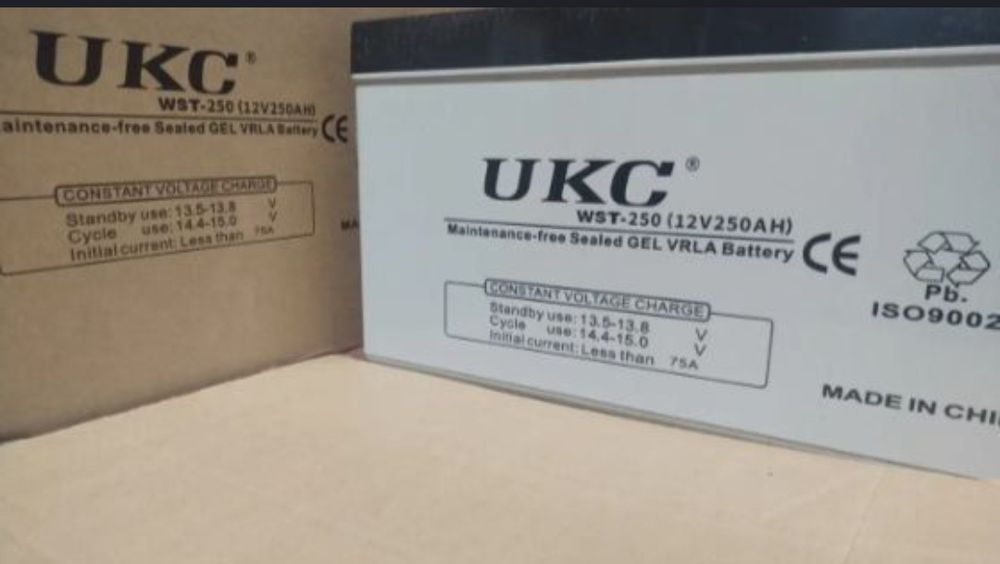 UKC®
WST-250 (12V250AH)
aintenance-free Sealed GEL VRLA Battery CE
CONSTANT VOLTAGE CHARGE
Standby use: 13.5-13.8 V
Cycle use: 14.4-15.0 V
Initial current: Less than 75A
MA
UKC®
WST-250 (12V250AH)
Maintenance-free Sealed GEL VRLA Battery CE
CONSTANT VOLTAGE CHARGE
Standby use: 13.5-13.8 V
Cycle use: 14.4-15.0 V
Initial current: Less than 75A
Pb.
ISO9002
MADE IN CHI